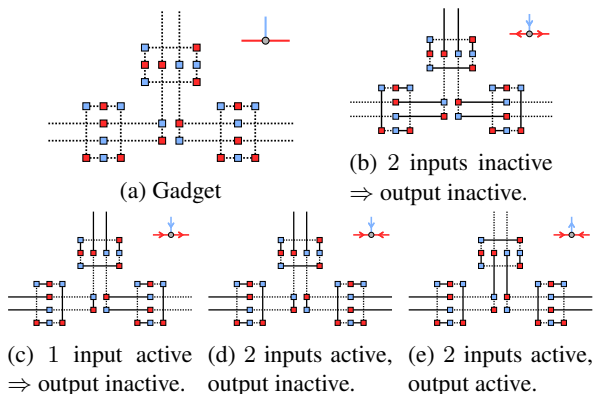 (a) Gadget
(b) 2 inputs inactive
⇒ output inactive.
(c) 1 input active
⇒ output inactive.
(d) 2 inputs active,
output inactive.
(e) 2 inputs active,
output active.